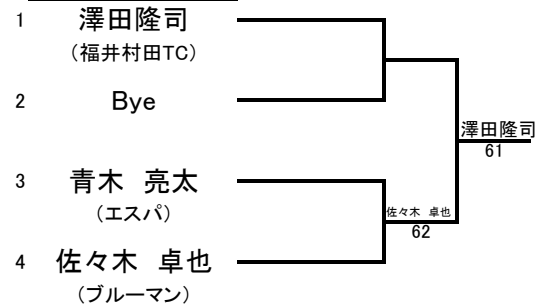 1 澤田隆司
（福井村田TC）
2 Bye
3 青木　亮太
（エスパ）
4 佐々木　卓也
（ブルーマン）
佐々木　卓也
62
澤田隆司
61